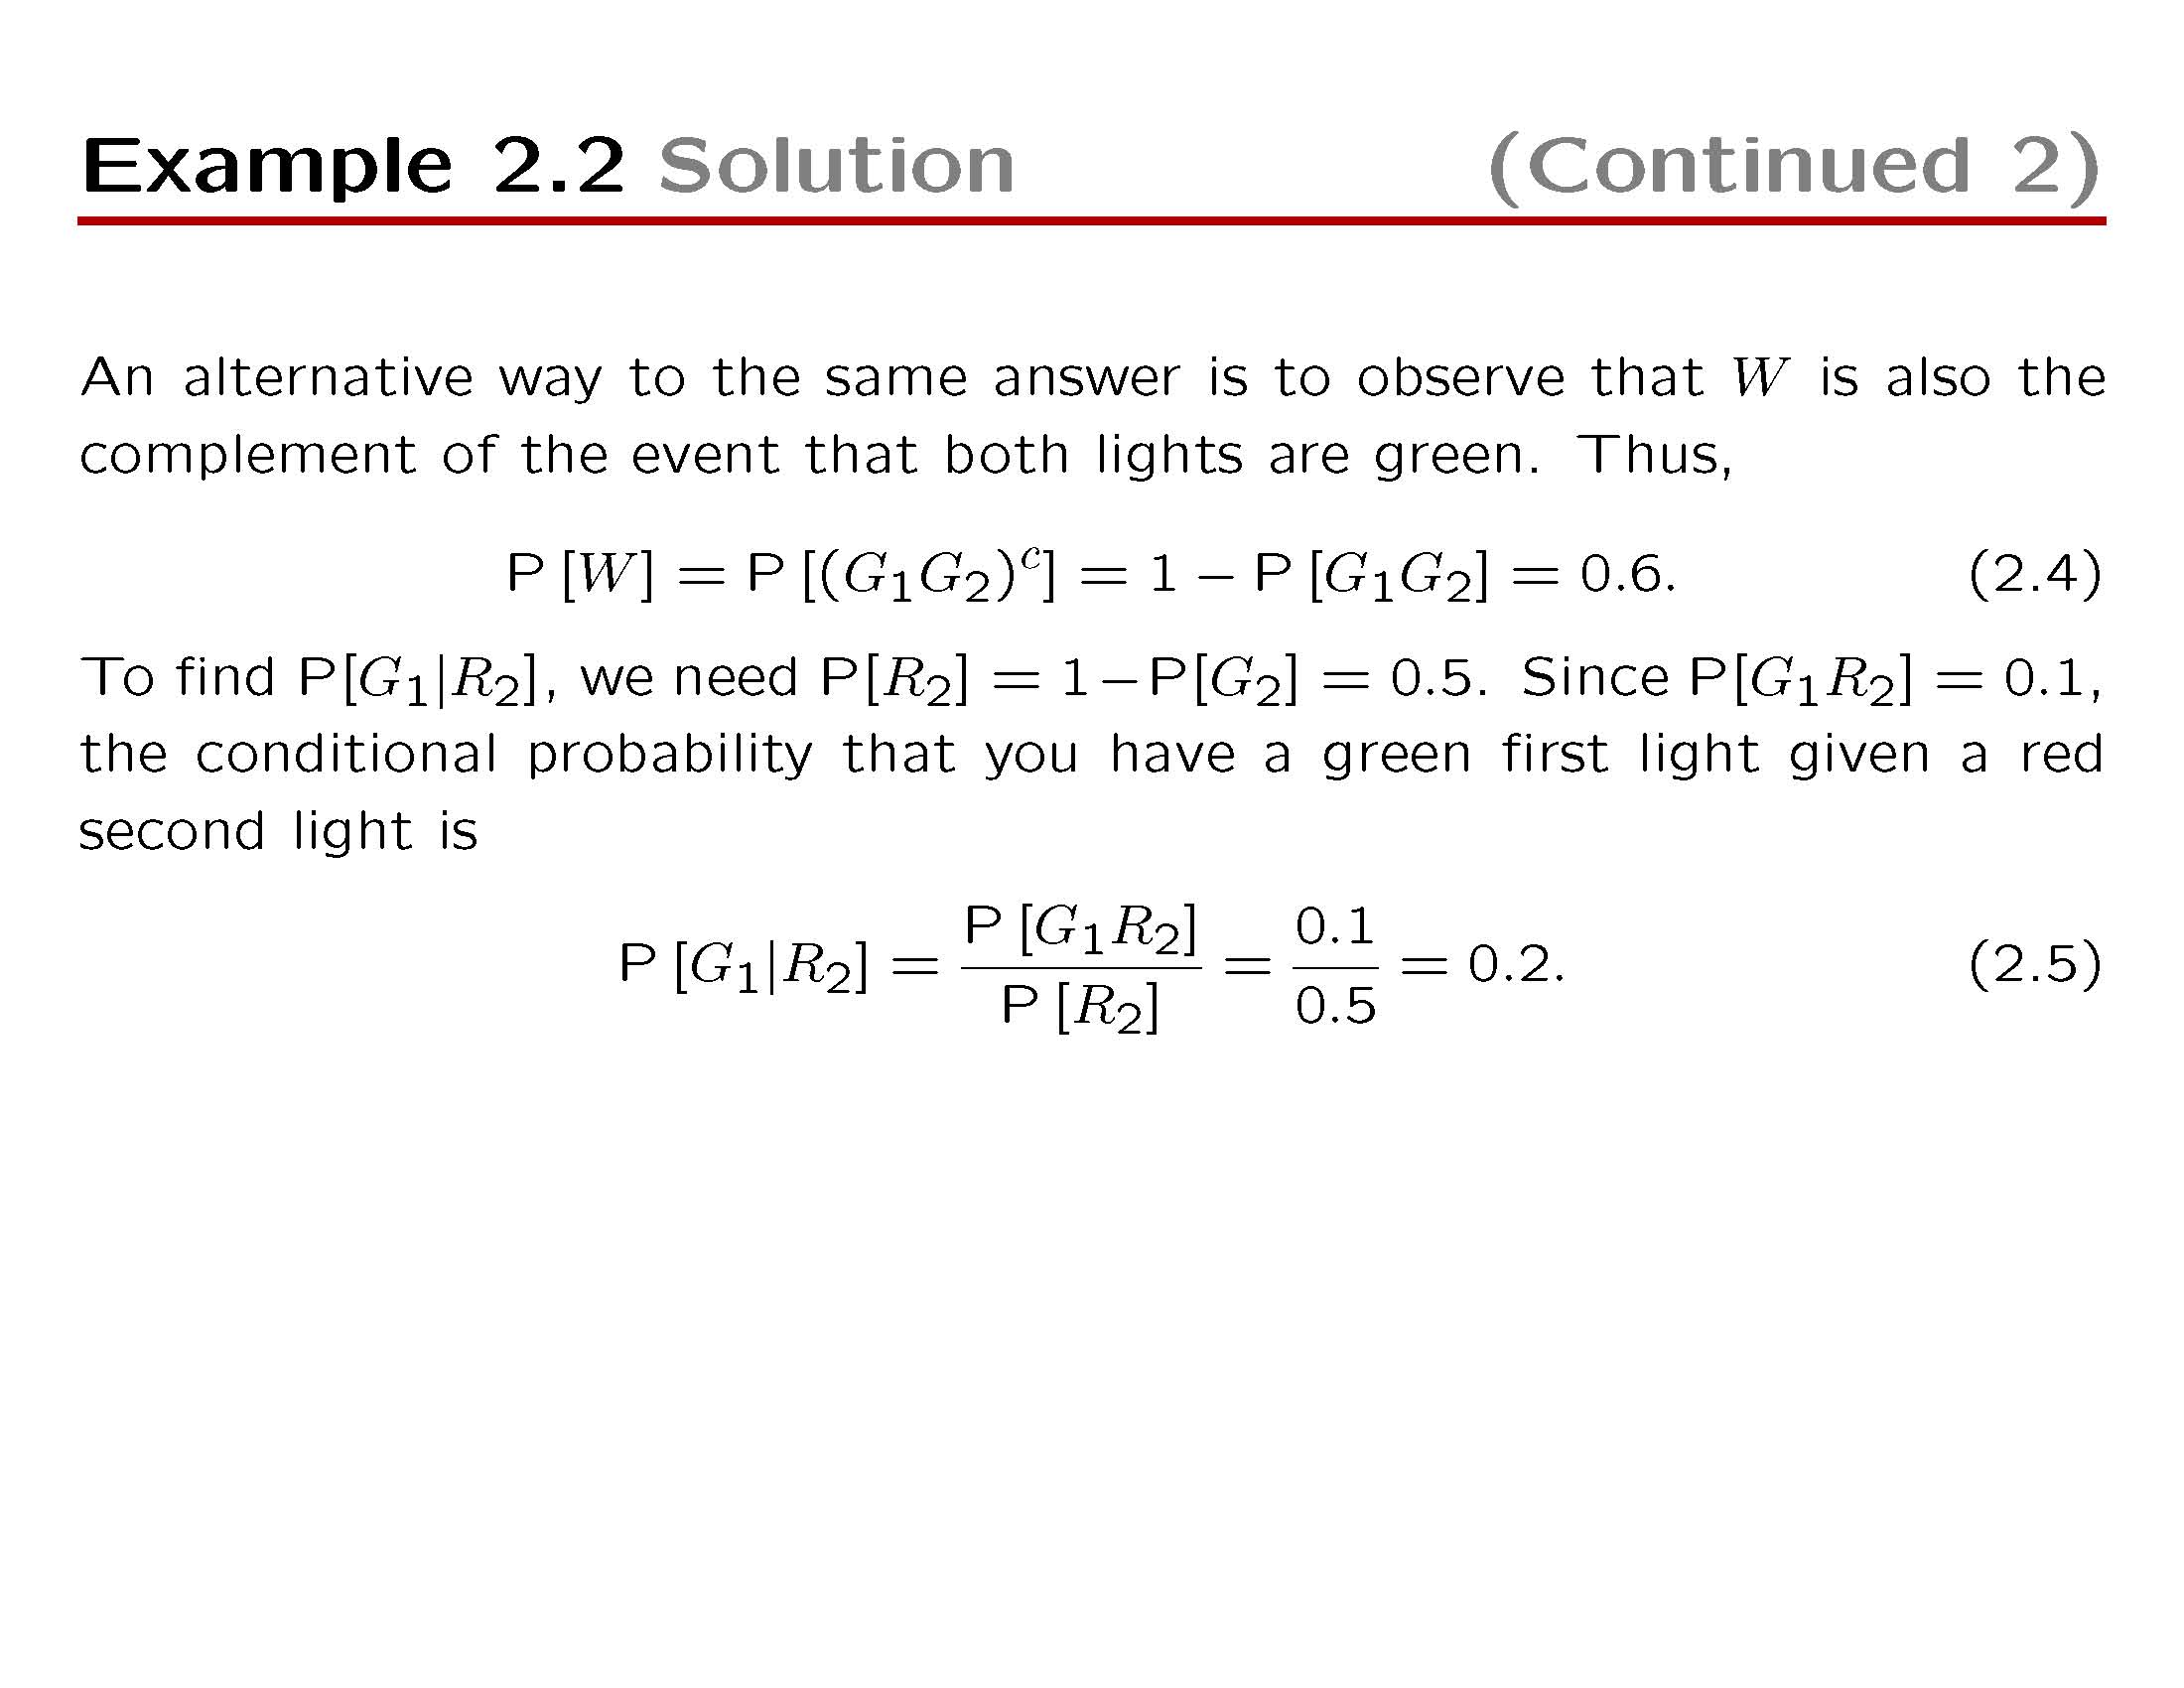 Example 2.2 Solution (Continued 2)
An alternative way to the same answer is to observe that W is also the
complement of the event that both lights are green. Thus,
P [W] = P [(G₁G₂)ᶜ] = 1 − P [G₁G₂] = 0.6. (2.4)
To find P[G₁|R₂], we need P[R₂] = 1−P[G₂] = 0.5. Since P[G₁R₂] = 0.1,
the conditional probability that you have a green first light given a red
second light is
P [G₁|R₂] = P [G₁R₂] / P [R₂] = 0.1 / 0.5 = 0.2. (2.5)